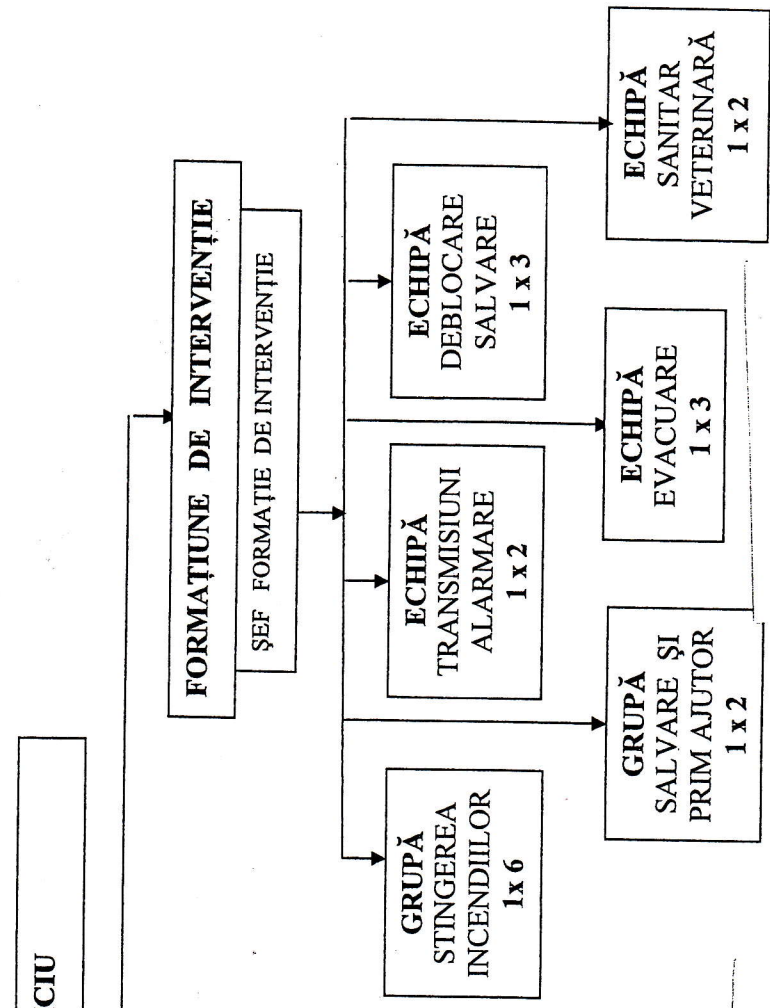 CIU
FORMAȚIUNE DE INTERVENȚIE
ȘEF FORMAȚIE DE INTERVENȚIE
GRUPĂ
STINGEREA
INCENDIILOR
1x 6
ECHIPĂ
TRANSMISIUNI
ALARMARE
1 x 2
ECHIPĂ
DEBLOCARE
SALVARE
1 x 3
GRUPĂ
SALVARE ȘI
PRIM AJUTOR
1 x 2
ECHIPĂ
EVACUARE
1 x 3
ECHIPĂ
SANITAR
VETERINARĂ
1 x 2